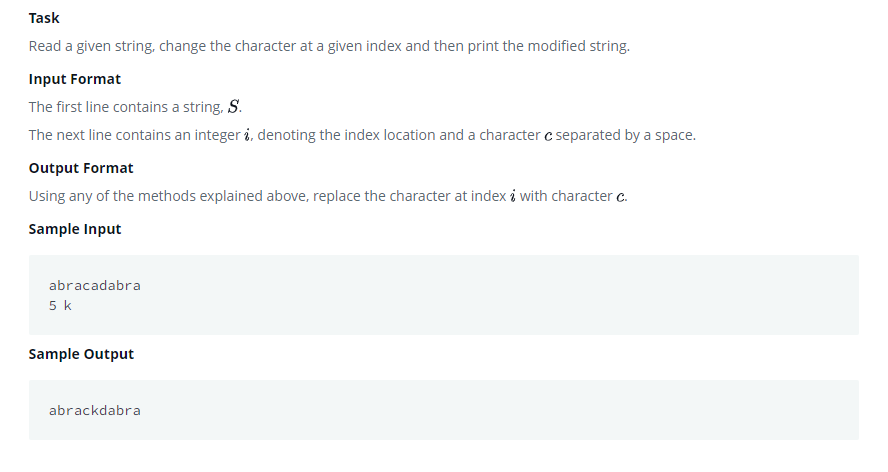 Task
Read a given string, change the character at a given index and then print the modified string.
Input Format
The first line contains a string, S.
The next line contains an integer i, denoting the index location and a character c separated by a space.
Output Format
Using any of the methods explained above, replace the character at index i with character c.
Sample Input
abracadabra
5 k
Sample Output
abrackdabra